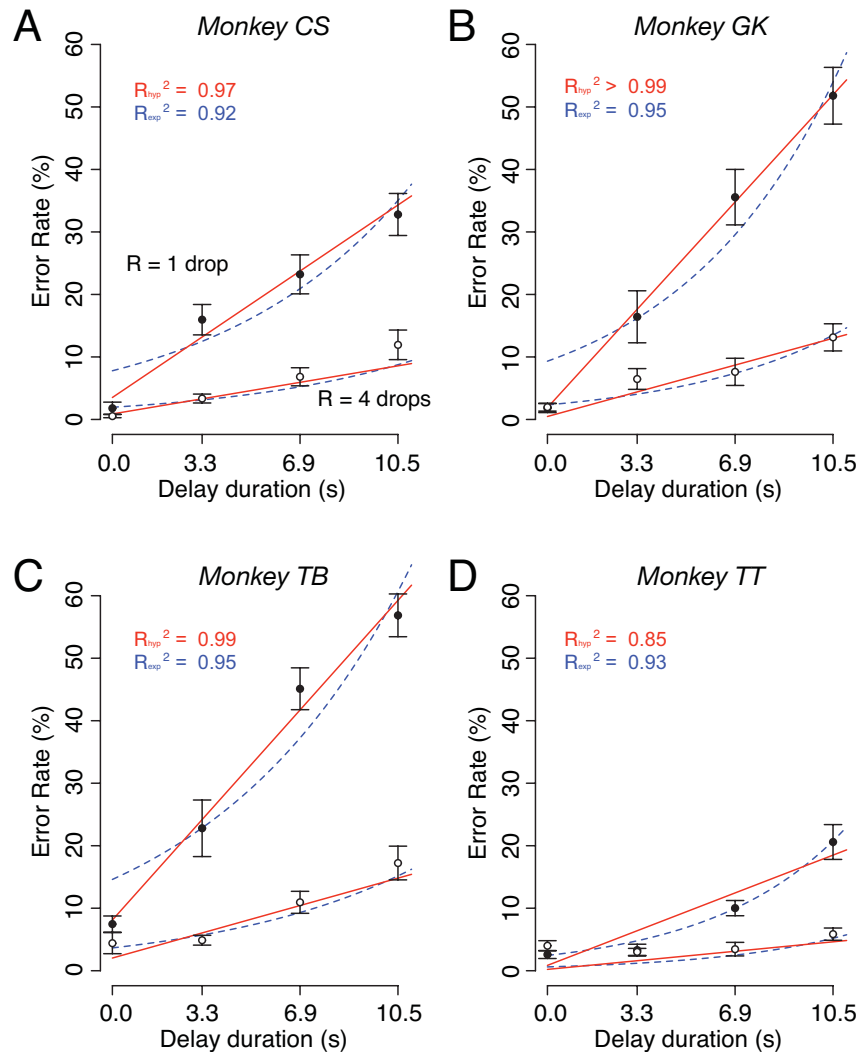 A
Monkey CS
Error Rate (%)
60
50
40
30
20
10
0
Rhyp² = 0.97
Rexp² = 0.92
R = 1 drop
R = 4 drops
0.0 3.3 6.9 10.5
Delay duration (s)
B
Monkey GK
Error Rate (%)
60
50
40
30
20
10
0
Rhyp² > 0.99
Rexp² = 0.95
0.0 3.3 6.9 10.5
Delay duration (s)
C
Monkey TB
Error Rate (%)
60
50
40
30
20
10
0
Rhyp² = 0.99
Rexp² = 0.95
0.0 3.3 6.9 10.5
Delay duration (s)
D
Monkey TT
Error Rate (%)
60
50
40
30
20
10
0
Rhyp² = 0.85
Rexp² = 0.93
0.0 3.3 6.9 10.5
Delay duration (s)